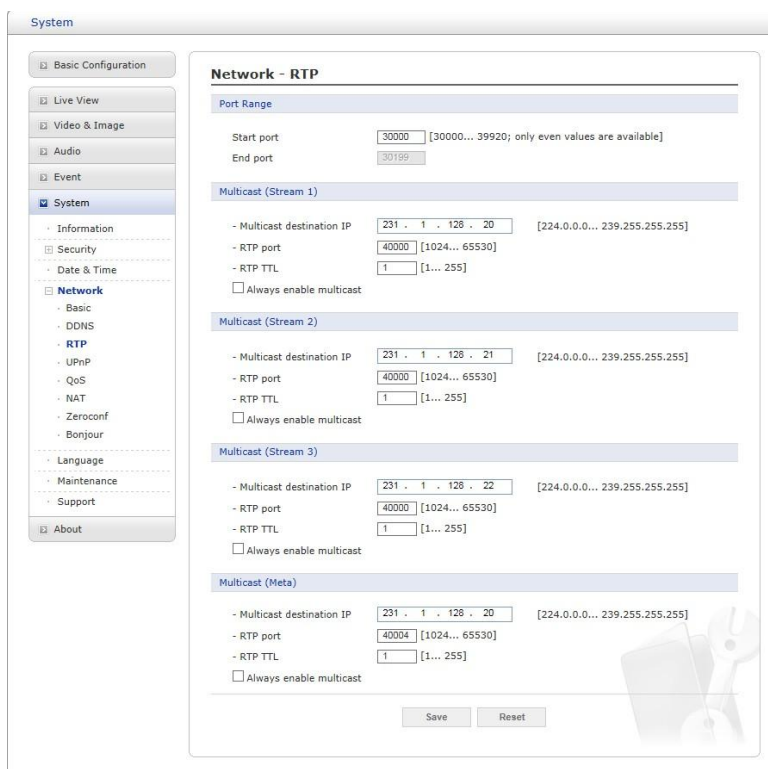 System
Basic Configuration
Live View
Video & Image
Audio
Event
System
· Information
Security
· Date & Time
Network
· Basic
· DDNS
· RTP
· UPnP
· QoS
· NAT
· Zeroconf
· Bonjour
· Language
· Maintenance
· Support
About
Network - RTP
Port Range
Start port 30000 [30000... 39920; only even values are available]
End port 30199
Multicast (Stream 1)
- Multicast destination IP 231 . 1 . 128 . 20 [224.0.0.0... 239.255.255.255]
- RTP port 40000 [1024... 65530]
- RTP TTL 1 [1... 255]
Always enable multicast
Multicast (Stream 2)
- Multicast destination IP 231 . 1 . 128 . 21 [224.0.0.0... 239.255.255.255]
- RTP port 40000 [1024... 65530]
- RTP TTL 1 [1... 255]
Always enable multicast
Multicast (Stream 3)
- Multicast destination IP 231 . 1 . 128 . 22 [224.0.0.0... 239.255.255.255]
- RTP port 40000 [1024... 65530]
- RTP TTL 1 [1... 255]
Always enable multicast
Multicast (Meta)
- Multicast destination IP 231 . 1 . 128 . 20 [224.0.0.0... 239.255.255.255]
- RTP port 40004 [1024... 65530]
- RTP TTL 1 [1... 255]
Always enable multicast
Save Reset